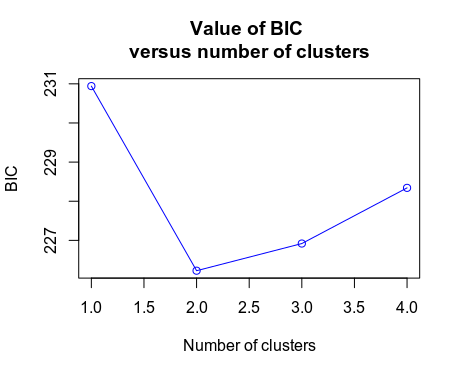 Value of BIC
versus number of clusters
231
229
227
BIC
1.0 1.5 2.0 2.5 3.0 3.5 4.0
Number of clusters